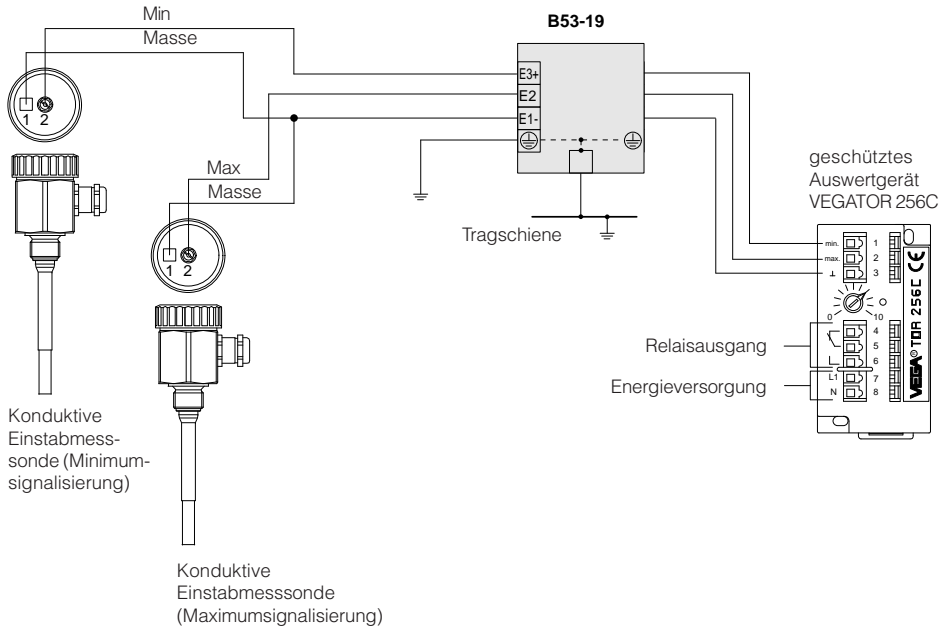 Min
Masse
B53-19
1 2
E3+
E2
E1-
Max
Masse
1 2
Tragschiene
geschütztes
Auswertgerät
VEGATOR 256C
min. 1
max. 2
⊥ 3
0 10
4
5
6
L1 7
N 8
VEGA® TOR 256C CE
Relaisausgang
Energieversorgung
Konduktive
Einstabmess-
sonde (Minimum-
signalisierung)
Konduktive
Einstabmesssonde
(Maximumsignalisierung)